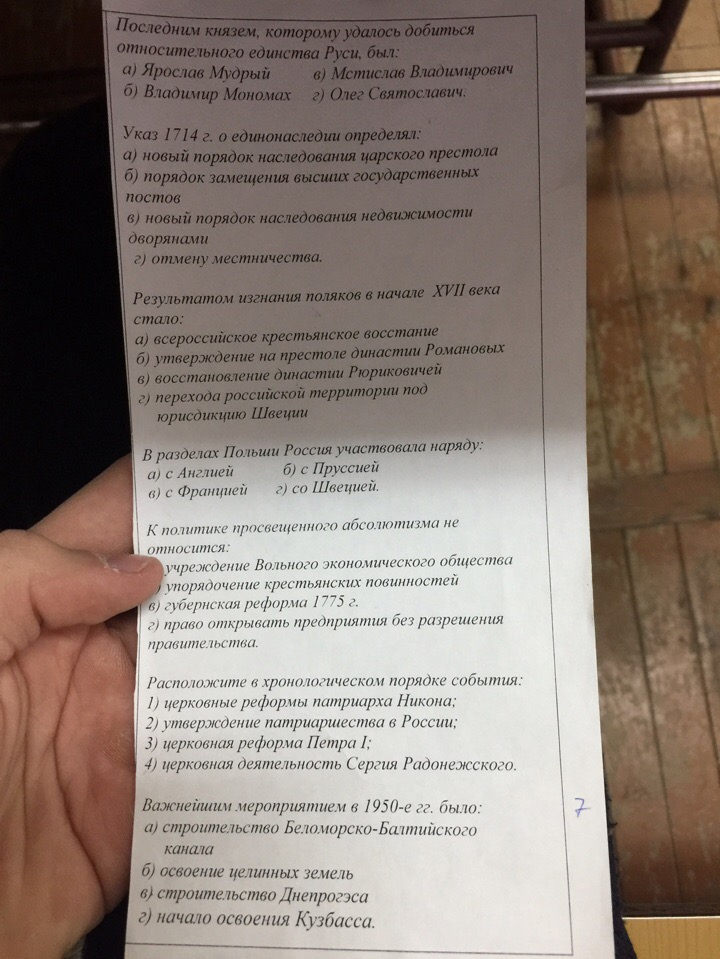 Последним князем, которому удалось добиться
относительного единства Руси, был:
а) Ярослав Мудрый в) Мстислав Владимирович
б) Владимир Мономах г) Олег Святославич.
Указ 1714 г. о единонаследии определял:
а) новый порядок наследования царского престола
б) порядок замещения высших государственных
постов
в) новый порядок наследования недвижимости
дворянами
г) отмену местничества.
Результатом изгнания поляков в начале XVII века
стало:
а) всероссийское крестьянское восстание
б) утверждение на престоле династии Романовых
в) восстановление династии Рюриковичей
г) перехода российской территории под
юрисдикцию Швеции
В разделах Польши Россия участвовала наряду:
а) с Англией б) с Пруссией
в) с Францией г) со Швецией.
К политике просвещенного абсолютизма не
относится:
учреждение Вольного экономического общества
) упорядочение крестьянских повинностей
в) губернская реформа 1775 г.
г) право открывать предприятия без разрешения
правительства.
Расположите в хронологическом порядке события:
1) церковные реформы патриарха Никона;
2) утверждение патриаршества в России;
3) церковная реформа Петра I;
4) церковная деятельность Сергия Радонежского.
Важнейшим мероприятием в 1950-е гг. было:
7
а) строительство Беломорско-Балтийского
канала
б) освоение целинных земель
в) строительство Днепрогэса
г) начало освоения Кузбасса.